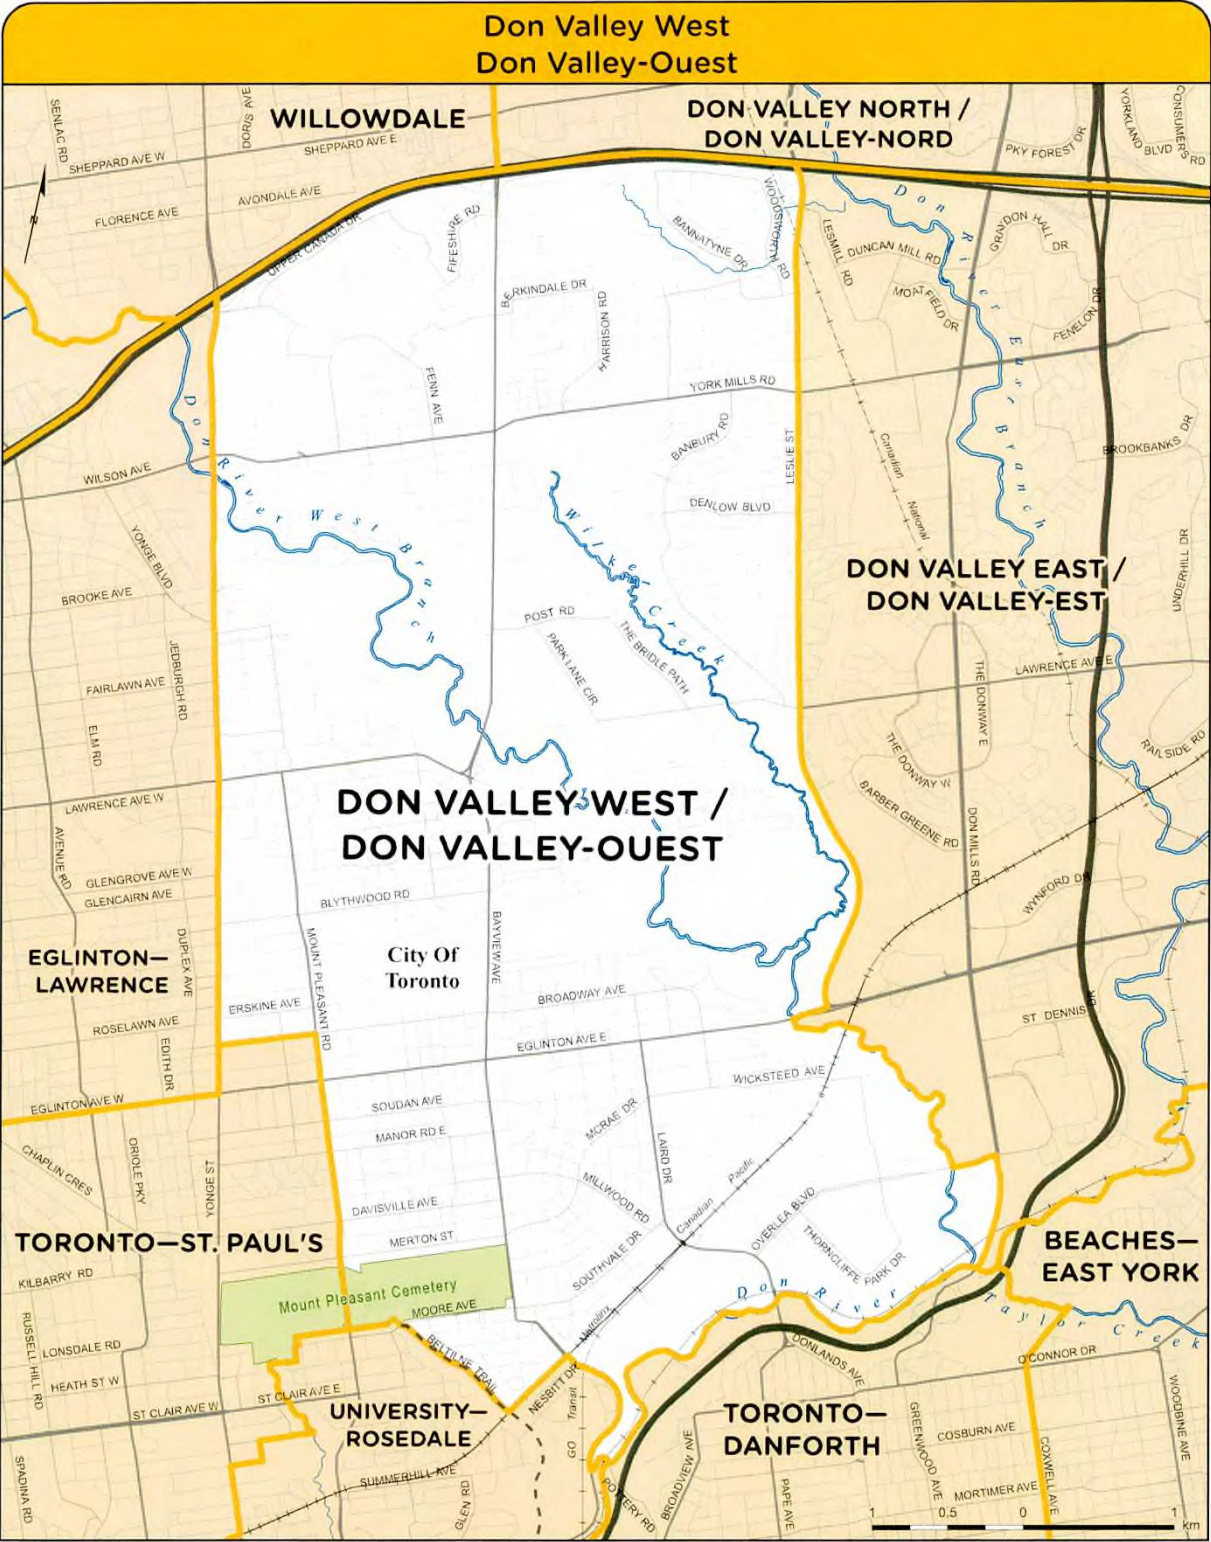 Don Valley West
Don Valley-Ouest
WILLOWDALE
DON VALLEY NORTH /
DON VALLEY-NORD
SENLAC RD
DORIS AVE
SHEPPARD AVE E
SHEPPARD AVE W
PKY FOREST DR
YORKLAND BLVD
CONSUMERS RD
FLORENCE AVE
AVONDALE AVE
UPPER CANADA DR
FIFESHIRE RD
BANNATYNE DR
WOODSWORTH RD
LESMILL RD
DUNCAN MILL RD
GRAYDON HALL DR
Don River East Branch
MOATFIELD DR
FENELON DR
BERKINDALE DR
HARRISON RD
FENN AVE
YORK MILLS RD
BANBURY RD
LESLIE ST
DENLOW BLVD
Canadian National
BROOKBANKS DR
UNDERHILL DR
WILSON AVE
Don River West Branch
Wilket Creek
YONGE BLVD
BROOKE AVE
JEDBURGH RD
FAIRLAWN AVE
ELM RD
POST RD
PARK LANE CIR
THE BRIDLE PATH
DON VALLEY EAST /
DON VALLEY-EST
LAWRENCE AVE E
THE DONWAY E
THE DONWAY W
RAILSIDE RD
BARBER GREENE RD
DON MILLS RD
WYNFORD DR
LAWRENCE AVE W
AVENUE RD
GLENGROVE AVE W
GLENCAIRN AVE
DUPLEX AVE
DON VALLEY WEST /
DON VALLEY-OUEST
BLYTHWOOD RD
BAYVIEW AVE
MOUNT PLEASANT RD
City Of
Toronto
EGLINTON—
LAWRENCE
ERSKINE AVE
BROADWAY AVE
ROSELAWN AVE
EDITH DR
EGLINTON AVE E
ST DENNIS DR
EGLINTON AVE W
WICKSTEED AVE
SOUDAN AVE
MANOR RD E
MCRAE DR
LAIRD DR
CHAPLIN CRES
ORIOLE PKY
YONGE ST
MILLWOOD RD
Canadian Pacific
OVERLEA BLVD
DAVISVILLE AVE
MERTON ST
SOUTHVALE DR
THORNCLIFFE PARK DR
TORONTO—ST. PAUL'S
BEACHES—
EAST YORK
KILBARRY RD
Mount Pleasant Cemetery
MOORE AVE
Don River
Taylor Creek
RUSSELL HILL RD
LONSDALE RD
HEATH ST W
BELTILNE TRAIL
Metrolinx
NESBITT DR
DONLANDS AVE
O'CONNOR DR
ST CLAIR AVE E
ST CLAIR AVE W
UNIVERSITY—
ROSEDALE
GO Transit
TORONTO—
DANFORTH
GREENWOOD AVE
COSBURN AVE
COXWELL AVE
WOODBINE AVE
SPADINA RD
SUMMERHILL AVE
GLEN RD
POTTERY RD
BROADVIEW AVE
PAPE AVE
MORTIMER AVE
1 0.5 0 1 km
N